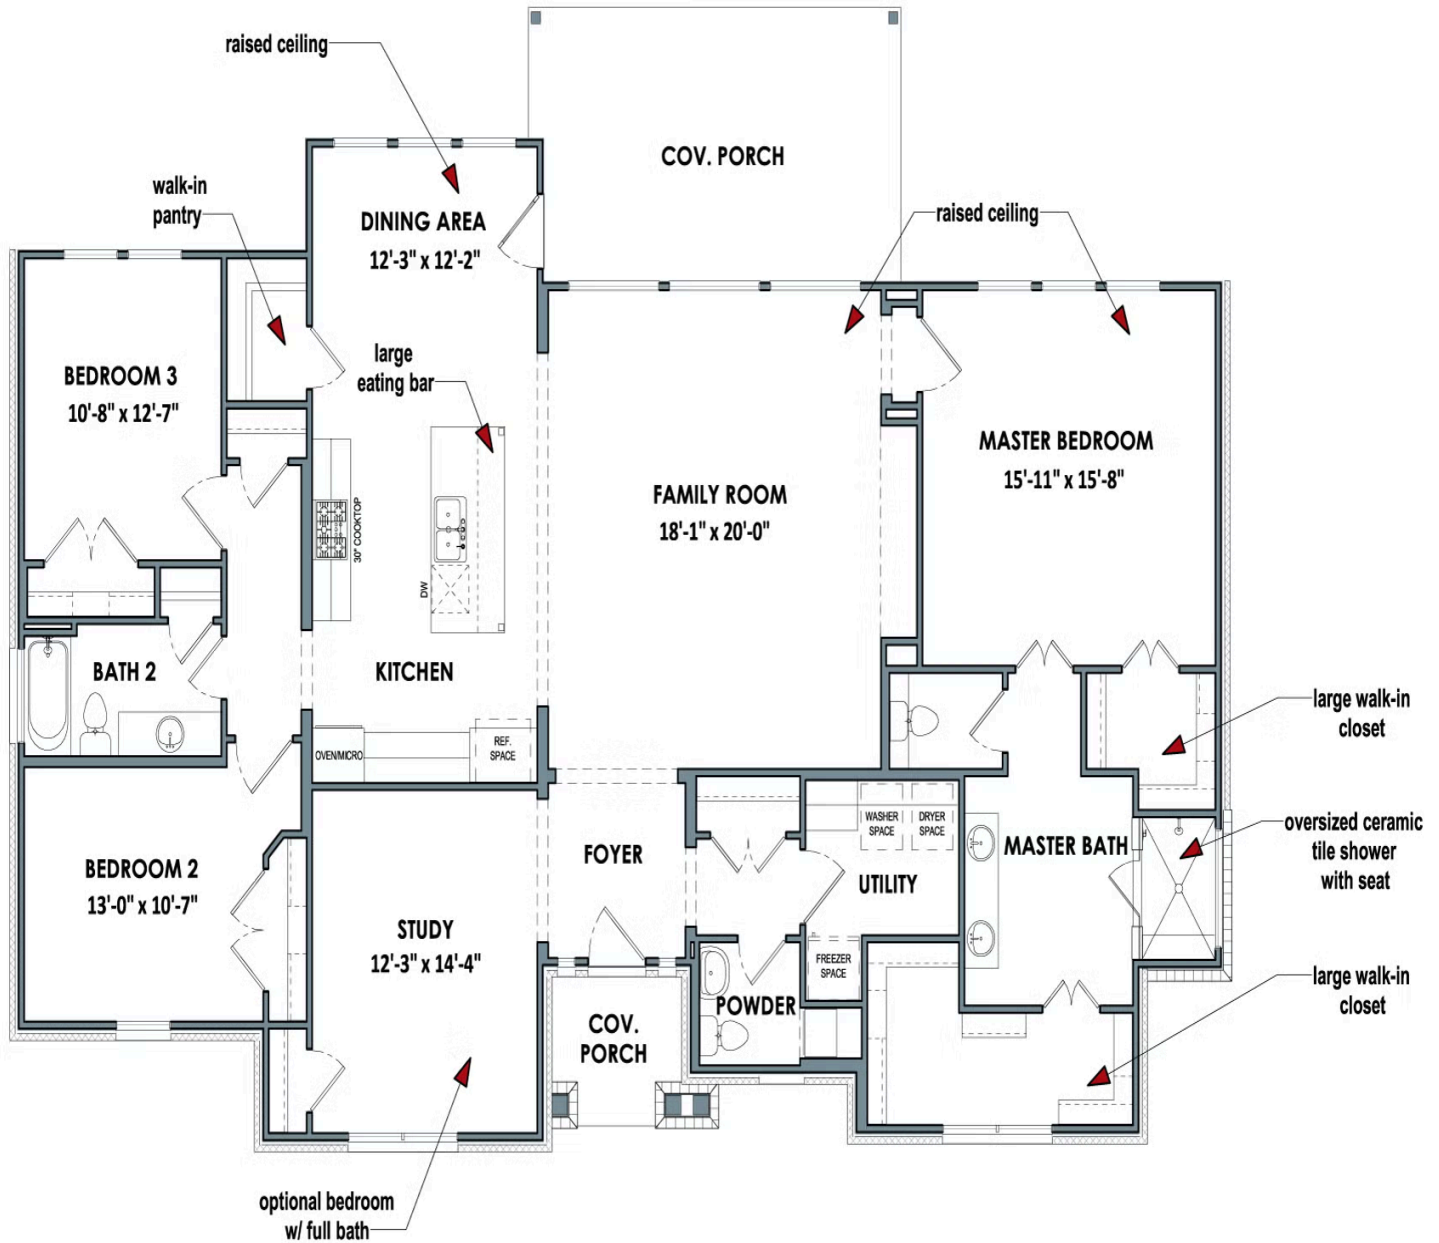 raised ceiling
COV. PORCH
walk-in
pantry
DINING AREA
12'-3" x 12'-2"
raised ceiling
large
eating bar
BEDROOM 3
10'-8" x 12'-7"
MASTER BEDROOM
15'-11" x 15'-8"
FAMILY ROOM
18'-1" x 20'-0"
30" COOKTOP
DW
BATH 2
KITCHEN
large walk-in
closet
OVEN/MICRO
REF.
SPACE
WASHER
SPACE
DRYER
SPACE
oversized ceramic
tile shower
with seat
MASTER BATH
FOYER
BEDROOM 2
13'-0" x 10'-7"
UTILITY
STUDY
12'-3" x 14'-4"
FREEZER
SPACE
large walk-in
closet
POWDER
COV.
PORCH
optional bedroom
w/ full bath